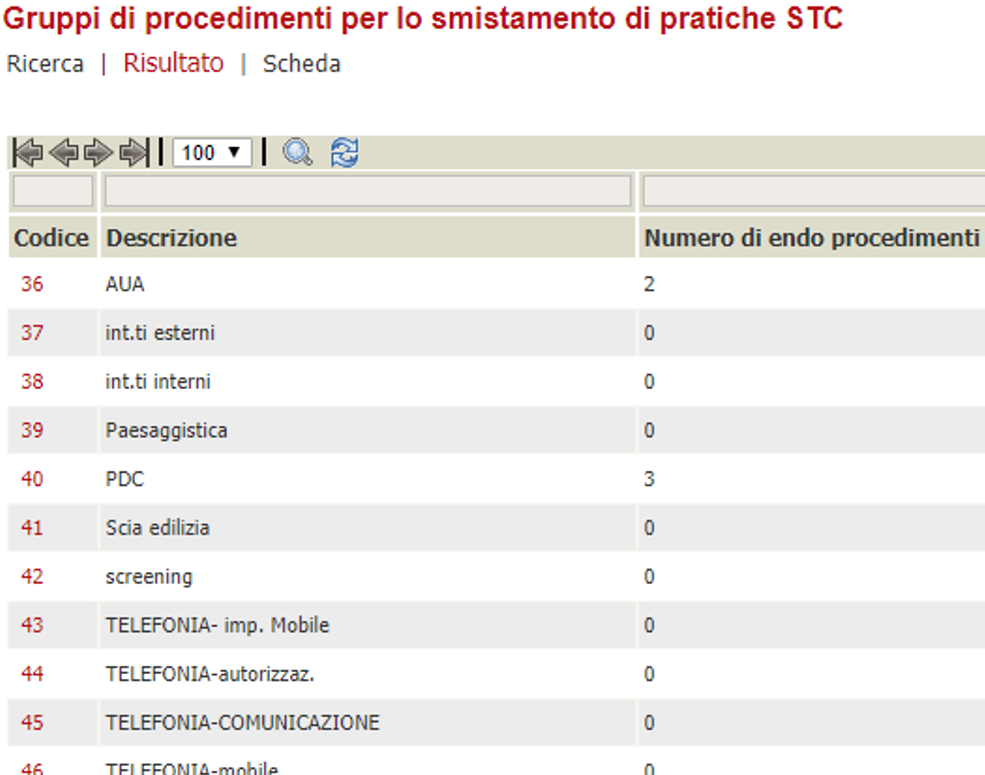 Gruppi di procedimenti per lo smistamento di pratiche STC
Ricerca | Risultato | Scheda
100
Codice Descrizione Numero di endo procedimenti
36 AUA 2
37 int.ti esterni 0
38 int.ti interni 0
39 Paesaggistica 0
40 PDC 3
41 Scia edilizia 0
42 screening 0
43 TELEFONIA- imp. Mobile 0
44 TELEFONIA-autorizzaz. 0
45 TELEFONIA-COMUNICAZIONE 0
46 TELEFONIA-mobile 0